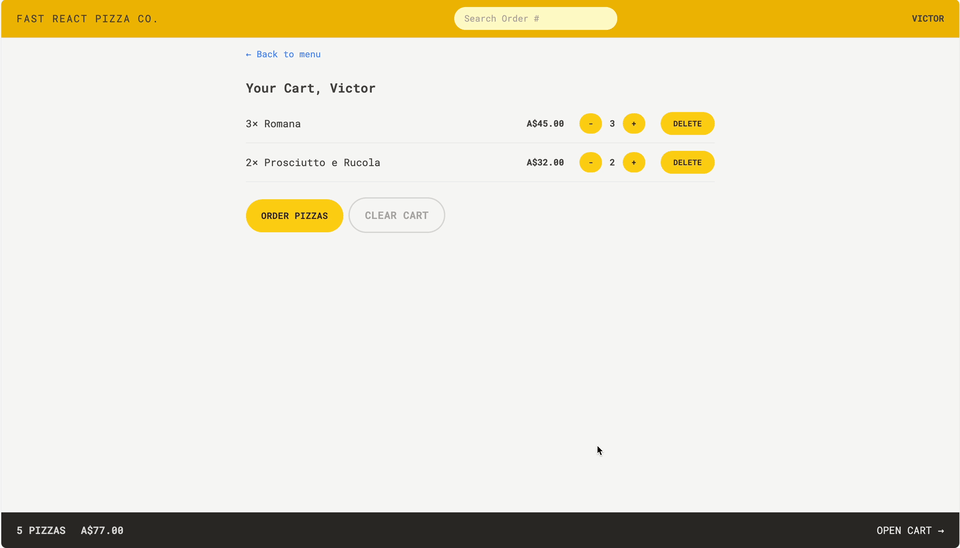 FAST REACT PIZZA CO. Search Order # VICTOR
← Back to menu
Your Cart, Victor
3× Romana A$45.00 - 3 + DELETE
2× Prosciutto e Rucola A$32.00 - 2 + DELETE
ORDER PIZZAS CLEAR CART
5 PIZZAS A$77.00 OPEN CART →